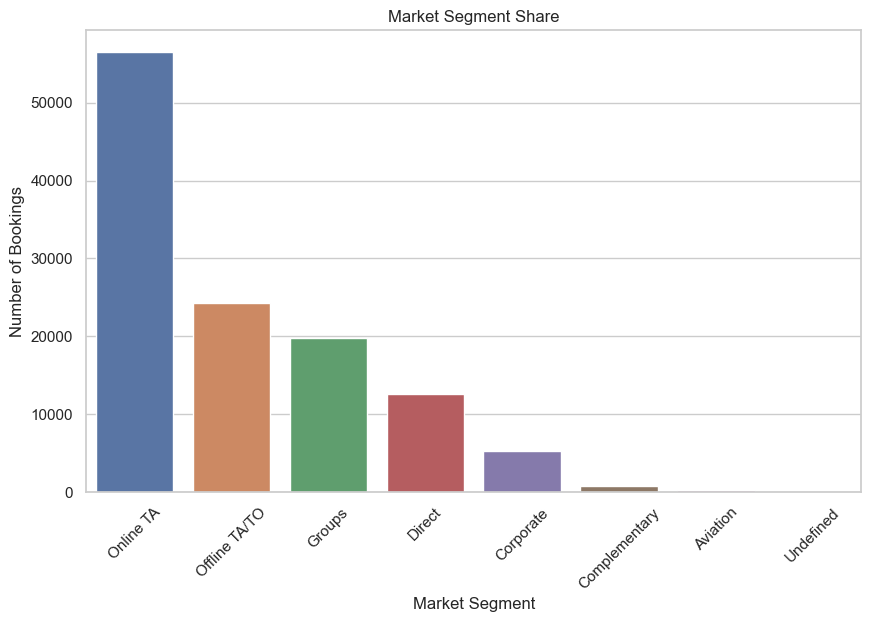 Market Segment Share
Number of Bookings
50000
40000
30000
20000
10000
0
Online TA
Offline TA/TO
Groups
Direct
Corporate
Complementary
Aviation
Undefined
Market Segment